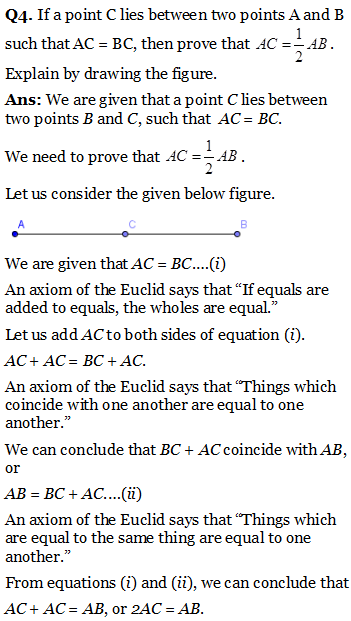 Q4. If a point C lies between two points A and B
such that AC = BC, then prove that AC = 1/2 AB.
Explain by drawing the figure.
Ans: We are given that a point C lies between
two points B and C, such that AC = BC.
We need to prove that AC = 1/2 AB.
Let us consider the given below figure.
A C B
We are given that AC = BC....(i)
An axiom of the Euclid says that “If equals are
added to equals, the wholes are equal.”
Let us add AC to both sides of equation (i).
AC + AC = BC + AC.
An axiom of the Euclid says that “Things which
coincide with one another are equal to one
another.”
We can conclude that BC + AC coincide with AB,
or
AB = BC + AC....(ii)
An axiom of the Euclid says that “Things which
are equal to the same thing are equal to one
another.”
From equations (i) and (ii), we can conclude that
AC + AC = AB, or 2AC = AB.